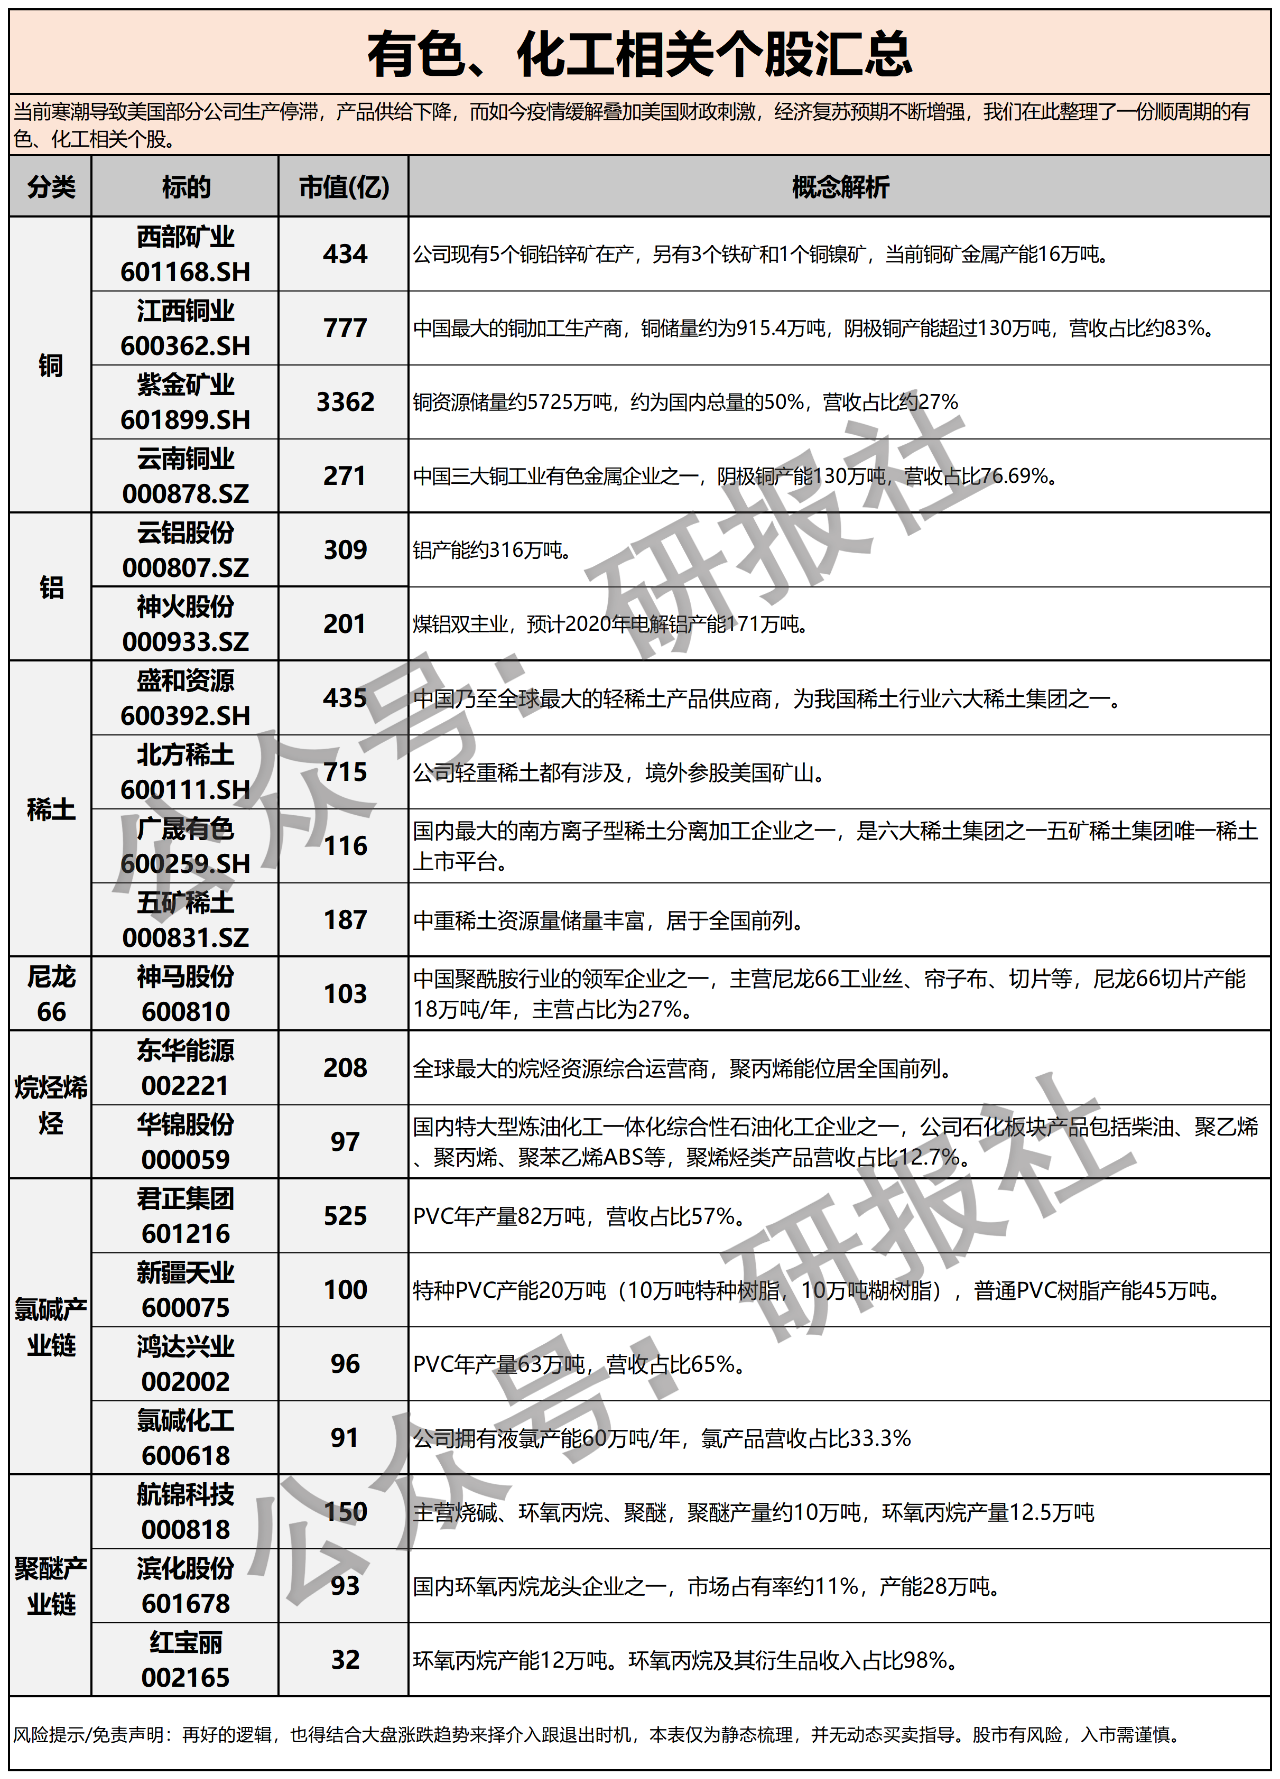 有色、化工相关个股汇总
当前寒潮导致美国部分公司生产停滞，产品供给下降，而如今疫情缓解叠加美国财政刺激，经济复苏预期不断增强，我们在此整理了一份顺周期的有
色、化工相关个股。
分类 标的 市值(亿) 概念解析
铜
西部矿业
601168.SH
434
公司现有5个铜铅锌矿在产，另有3个铁矿和1个铜镍矿，当前铜矿金属产能16万吨。
江西铜业
600362.SH
777
中国最大的铜加工生产商，铜储量约为915.4万吨，阴极铜产能超过130万吨，营收占比约83%。
紫金矿业
601899.SH
3362
铜资源储量约5725万吨，约为国内总量的50%，营收占比约27%
云南铜业
000878.SZ
271
中国三大铜工业有色金属企业之一，阴极铜产能130万吨，营收占比76.69%。
铝
云铝股份
000807.SZ
309
铝产能约316万吨。
神火股份
000933.SZ
201
煤铝双主业，预计2020年电解铝产能171万吨。
稀土
盛和资源
600392.SH
435
中国乃至全球最大的轻稀土产品供应商，为我国稀土行业六大稀土集团之一。
北方稀土
600111.SH
715
公司轻重稀土都有涉及，境外参股美国矿山。
广晟有色
600259.SH
116
国内最大的南方离子型稀土分离加工企业之一，是六大稀土集团之一五矿稀土集团唯一稀土
上市平台。
五矿稀土
000831.SZ
187
中重稀土资源量储量丰富，居于全国前列。
尼龙
66
神马股份
600810
103
中国聚酰胺行业的领军企业之一，主营尼龙66工业丝、帘子布、切片等，尼龙66切片产能
18万吨/年，主营占比为27%。
烷烃烯
烃
东华能源
002221
208
全球最大的烷烃资源综合运营商，聚丙烯能位居全国前列。
华锦股份
000059
97
国内特大型炼油化工一体化综合性石油化工企业之一，公司石化板块产品包括柴油、聚乙烯
、聚丙烯、聚苯乙烯ABS等，聚烯烃类产品营收占比12.7%。
氯碱产
业链
君正集团
601216
525
PVC年产量82万吨，营收占比57%。
新疆天业
600075
100
特种PVC产能20万吨（10万吨特种树脂，10万吨糊树脂），普通PVC树脂产能45万吨。
鸿达兴业
002002
96
PVC年产量63万吨，营收占比65%。
氯碱化工
600618
91
公司拥有液氯产能60万吨/年，氯产品营收占比33.3%
聚醚产
业链
航锦科技
000818
150
主营烧碱、环氧丙烷、聚醚，聚醚产量约10万吨，环氧丙烷产量12.5万吨
滨化股份
601678
93
国内环氧丙烷龙头企业之一，市场占有率约11%，产能28万吨。
红宝丽
002165
32
环氧丙烷产能12万吨。环氧丙烷及其衍生品收入占比98%。
风险提示/免责声明：再好的逻辑，也得结合大盘涨跌趋势来择介入跟退出时机，本表仅为静态梳理，并无动态买卖指导。股市有风险，入市需谨慎。
公众号：研报社
公众号：研报社